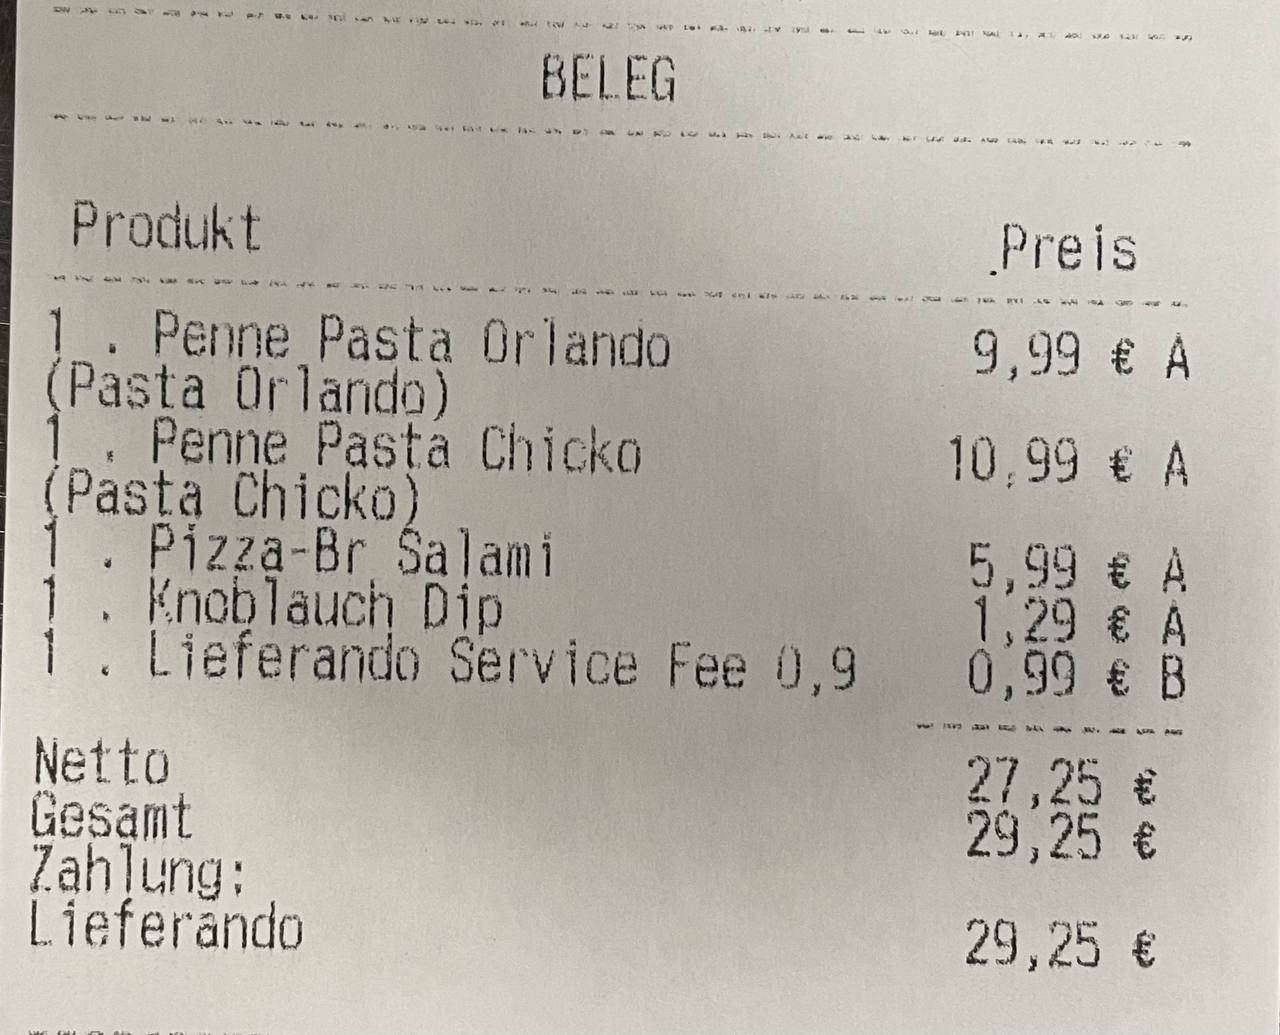 BELEG
Produkt Preis
1 . Penne Pasta Orlando 9,99 € A
(Pasta Orlando)
1 . Penne Pasta Chicko 10,99 € A
(Pasta Chicko)
1 . Pizza-Br Salami 5,99 € A
1 . Knoblauch Dip 1,29 € A
1 . Lieferando Service Fee 0,9 0,99 € B
Netto 27,25 €
Gesamt 29,25 €
Zahlung:
Lieferando 29,25 €